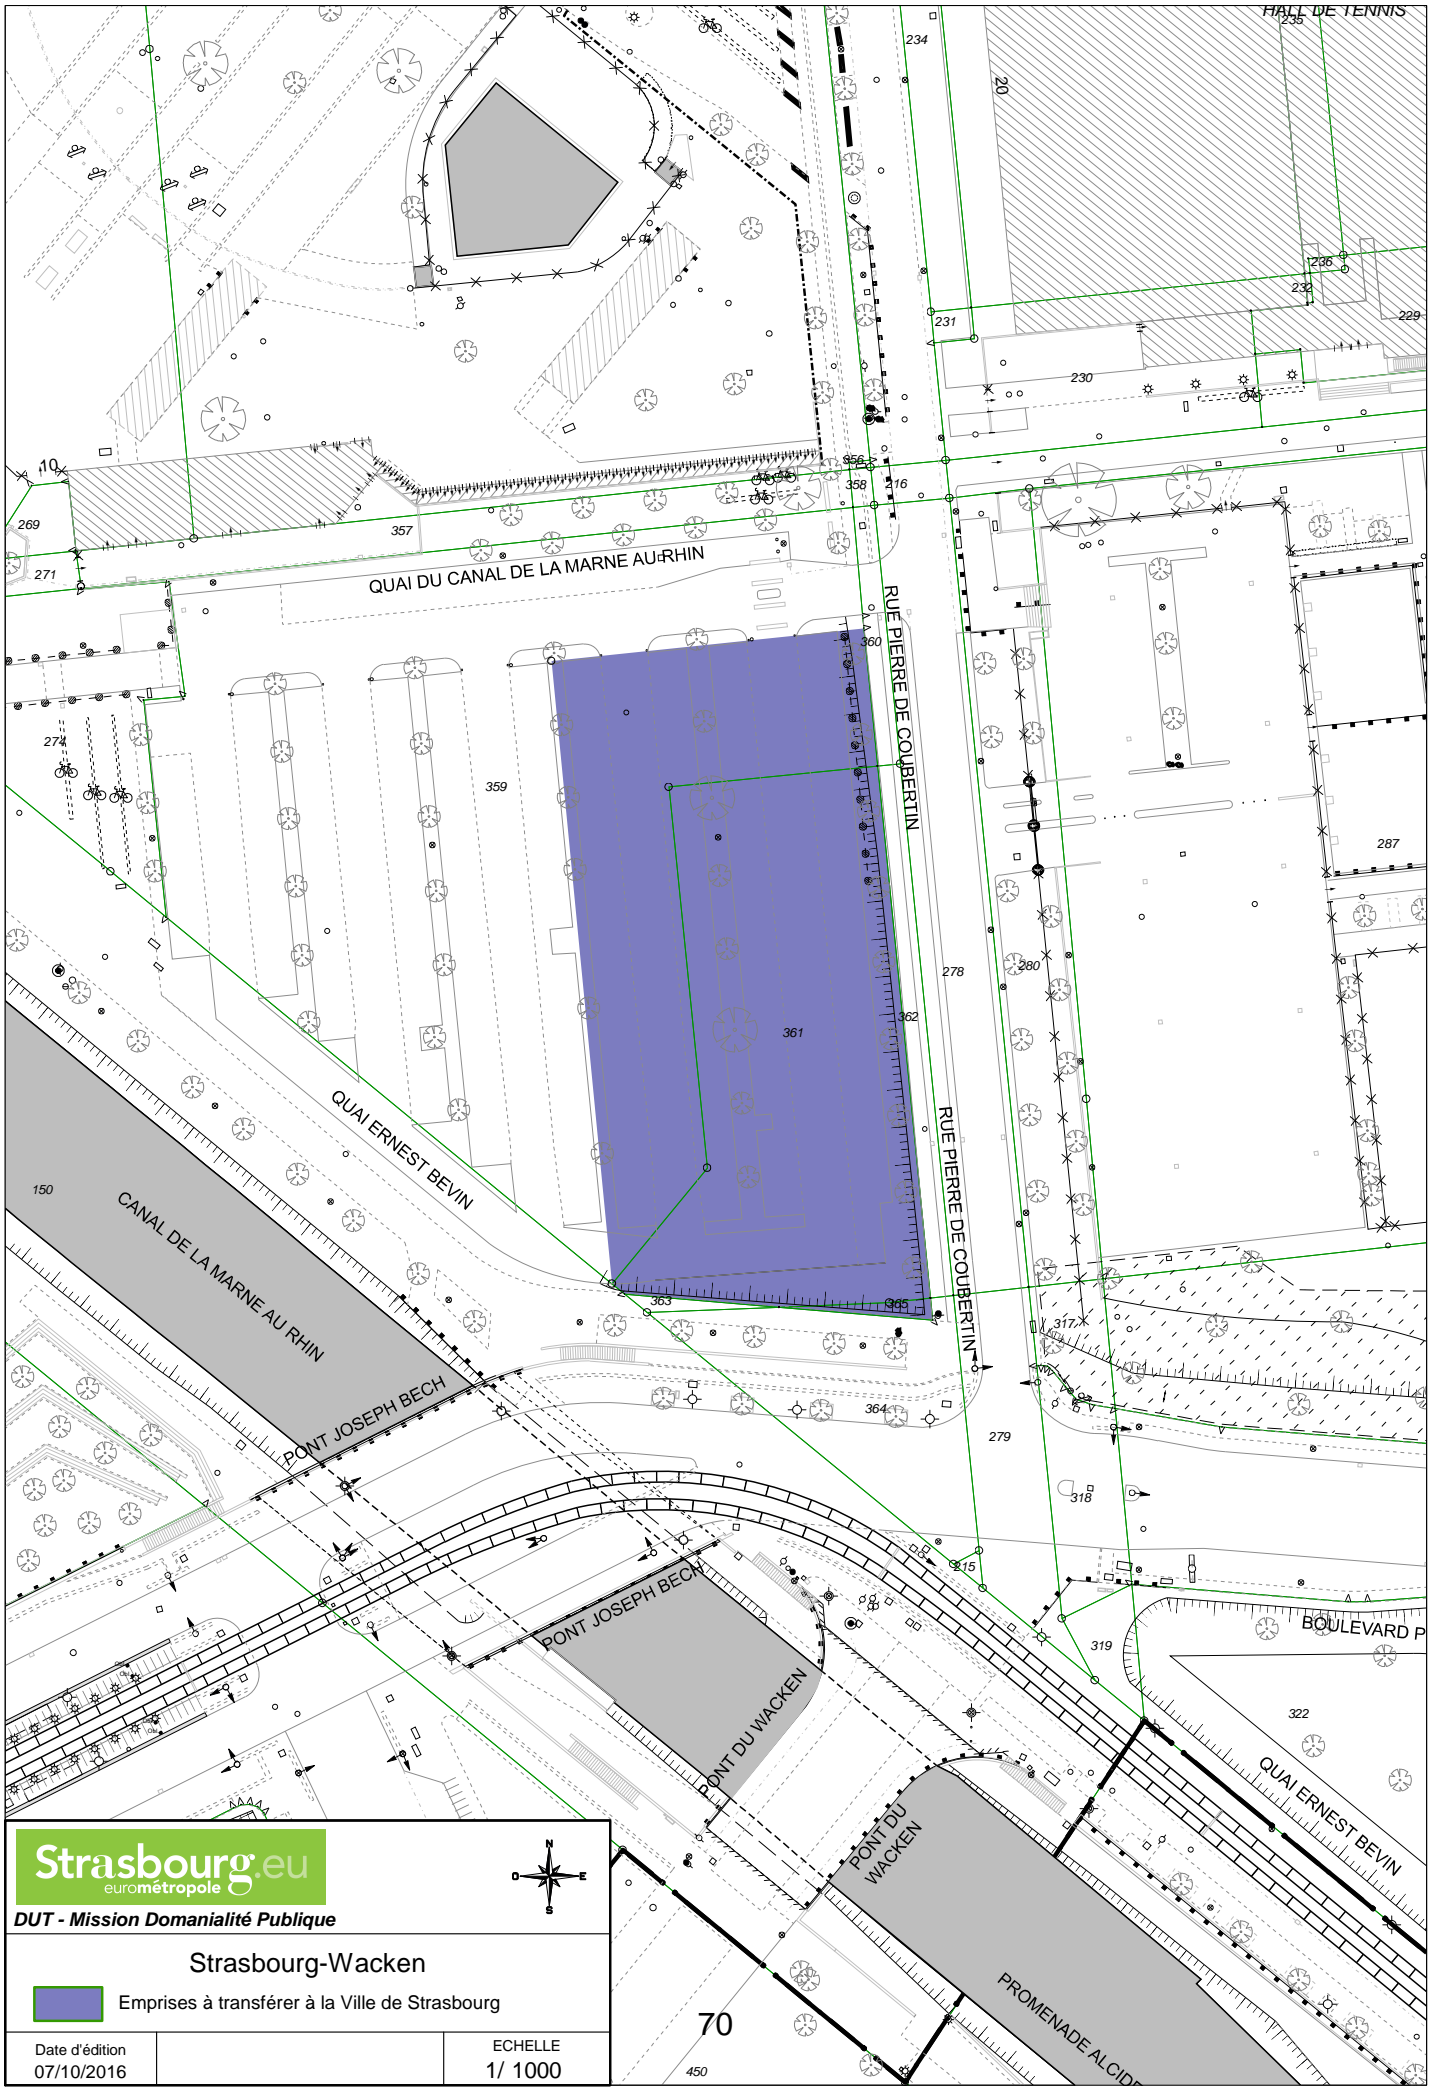 HALL DE TENNIS
235
234
20
236
232
231
229
230
10
356
358
216
269
357
271
QUAI DU CANAL DE LA MARNE AU RHIN
RUE PIERRE DE COUBERTIN
360
274
359
287
278
280
362
361
QUAI ERNEST BEVIN
RUE PIERRE DE COUBERTIN
150
CANAL DE LA MARNE AU RHIN
363
365
317
PONT JOSEPH BECH
364
279
318
215
PONT JOSEPH BECH
BOULEVARD P
319
PONT DU WACKEN
322
QUAI ERNEST BEVIN
PONT DU
WACKEN
PROMENADE ALCIDE
70
450
Strasbourg.eu
eurométropole
N
O
E
S
DUT - Mission Domanialité Publique
Strasbourg-Wacken
Emprises à transférer à la Ville de Strasbourg
Date d'édition
07/10/2016
ECHELLE
1/ 1000